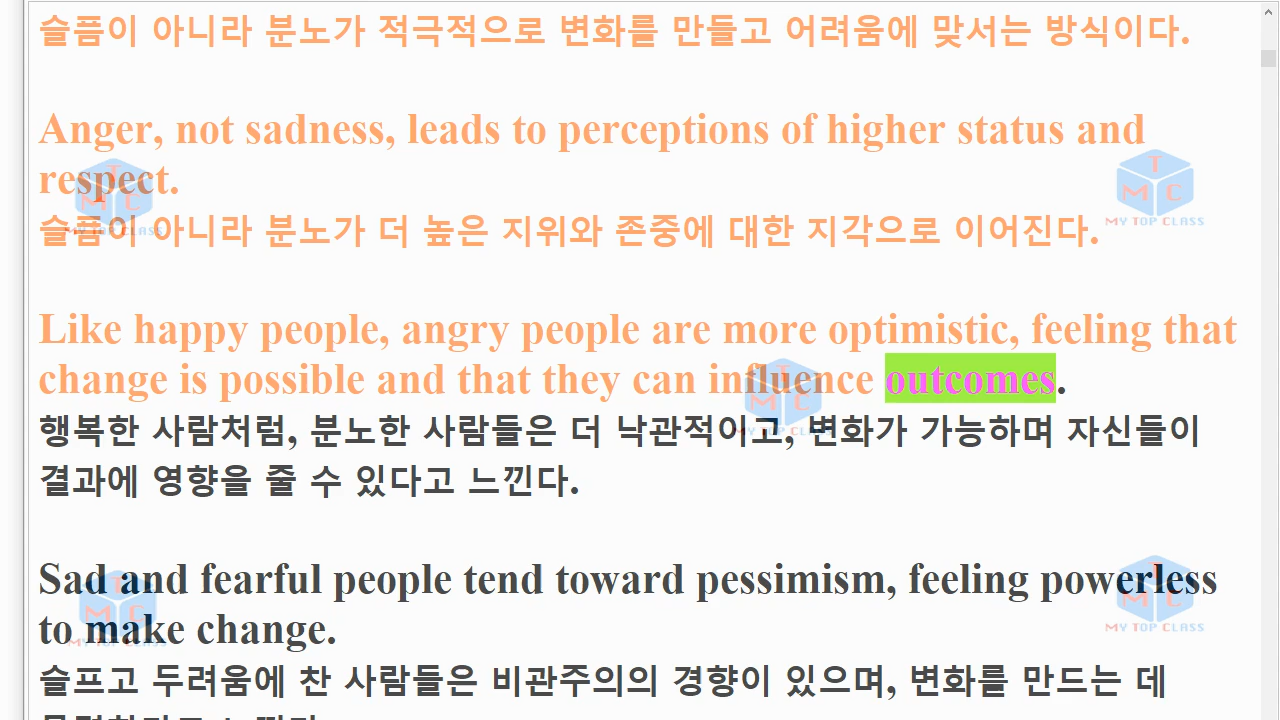 슬픔이 아니라 분노가 적극적으로 변화를 만들고 어려움에 맞서는 방식이다.
Anger, not sadness, leads to perceptions of higher status and
respect.
슬픔이 아니라 분노가 더 높은 지위와 존중에 대한 지각으로 이어진다.
Like happy people, angry people are more optimistic, feeling that
change is possible and that they can influence outcomes.
행복한 사람처럼, 분노한 사람들은 더 낙관적이고, 변화가 가능하며 자신들이
결과에 영향을 줄 수 있다고 느낀다.
Sad and fearful people tend toward pessimism, feeling powerless
to make change.
슬프고 두려움에 찬 사람들은 비관주의의 경향이 있으며, 변화를 만드는 데
T
M C
MY TOP CLASS
T
M C
MY TOP CLASS
T
M C
MY TOP CLASS
T
M C
MY TOP CLASS
T
M C
MY TOP CLASS